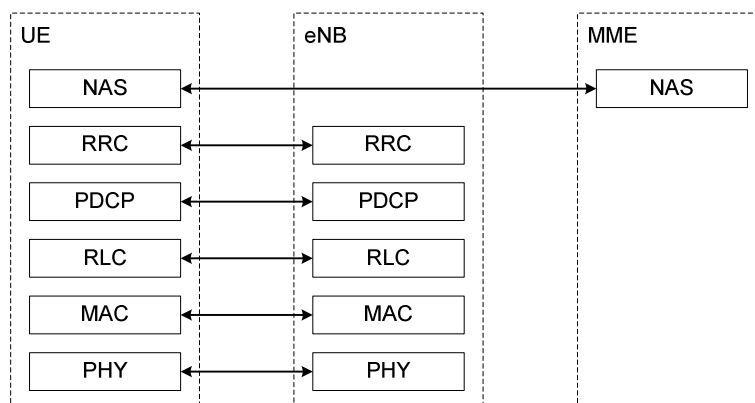 UE eNB MME
NAS NAS
RRC RRC
PDCP PDCP
RLC RLC
MAC MAC
PHY PHY